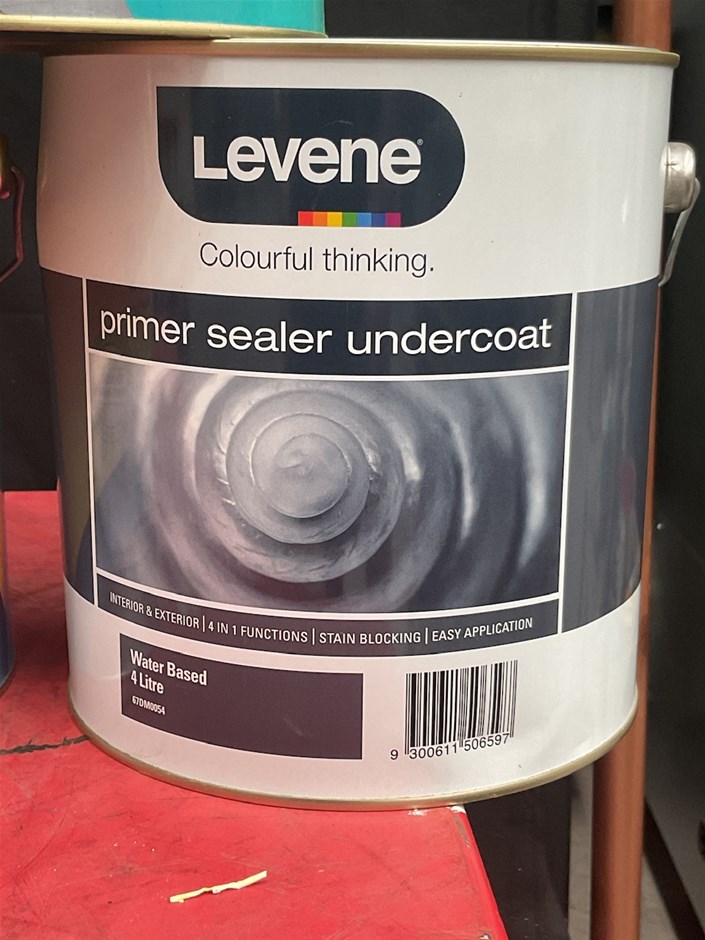 Levene®
Colourful thinking.
primer sealer undercoat
INTERIOR & EXTERIOR | 4 IN 1 FUNCTIONS | STAIN BLOCKING | EASY APPLICATION
Water Based
4 Litre
67DM0054
9 300611 506597